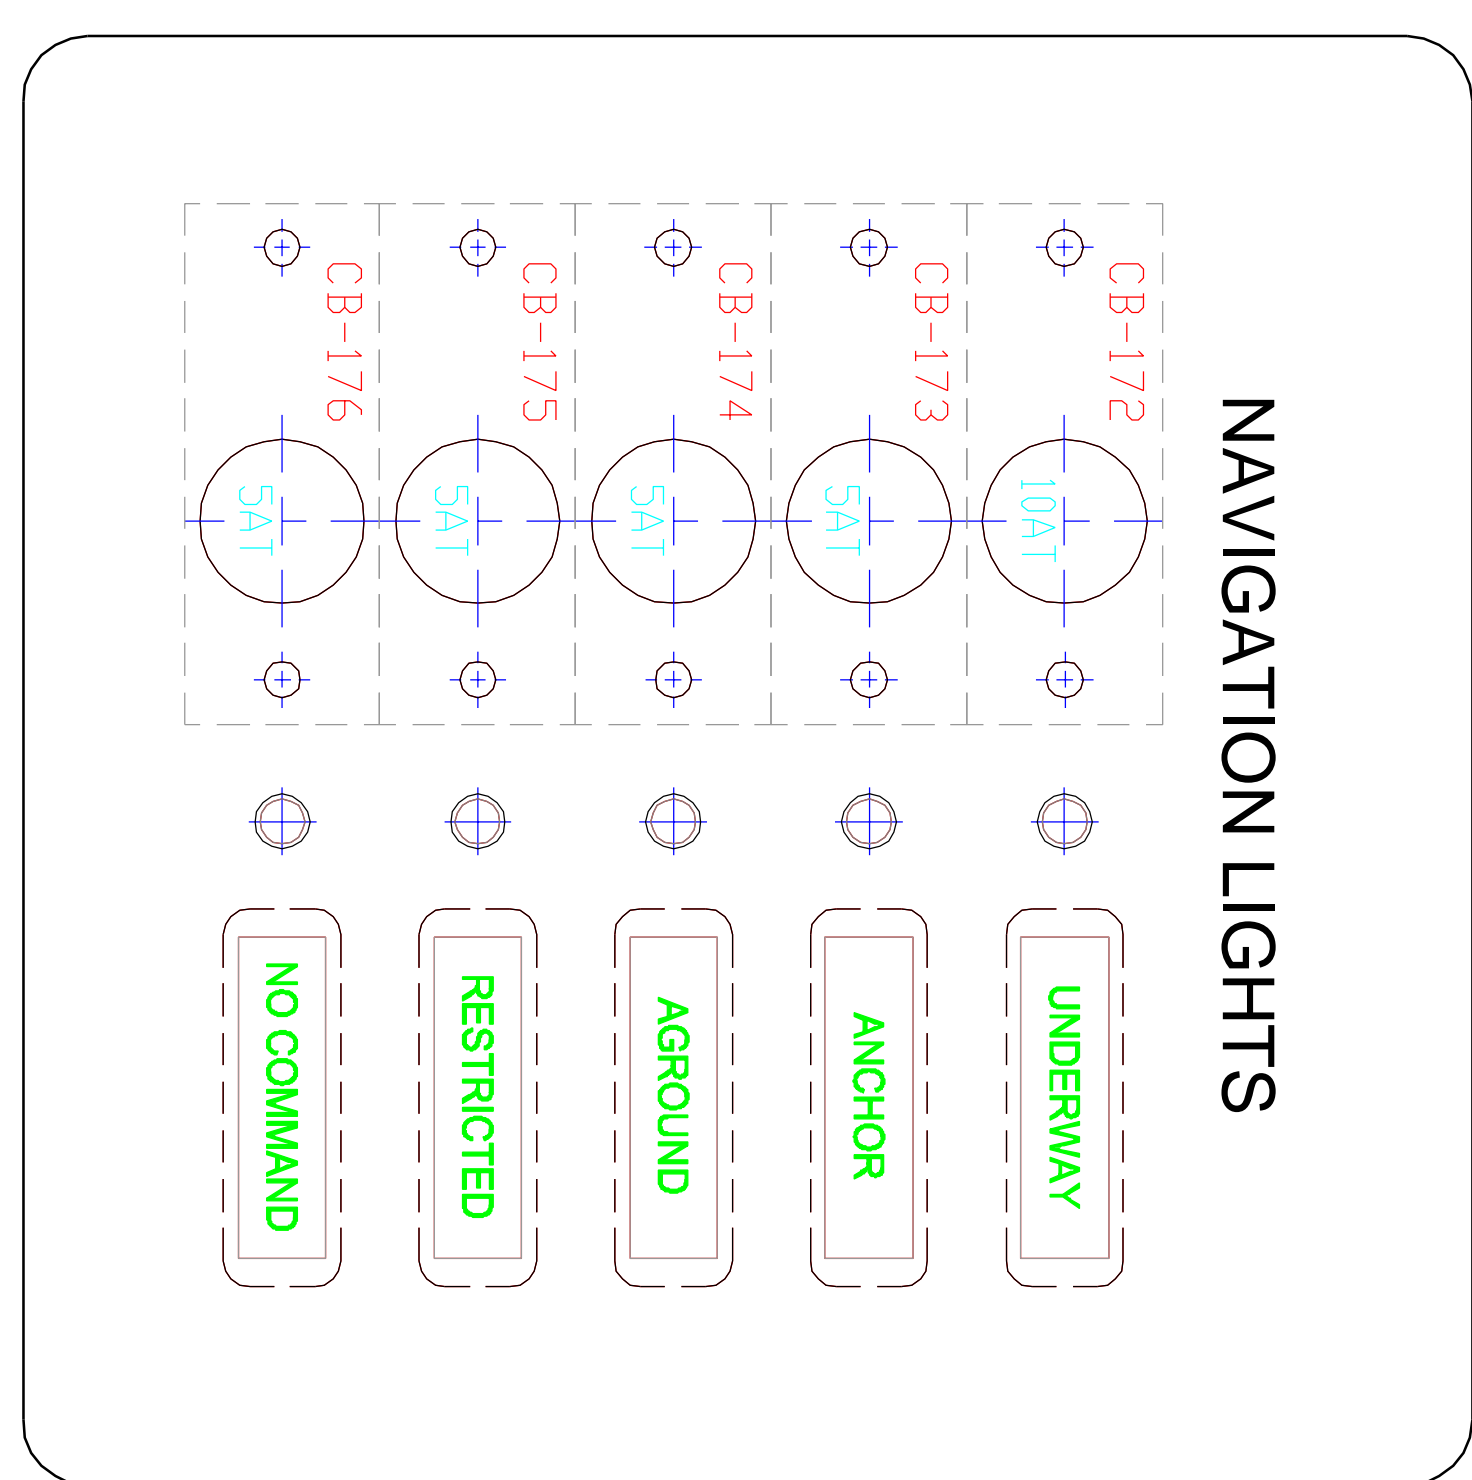 NAVIGATION LIGHTS
CB-172
10AT
UNDERWAY
CB-173
5AT
ANCHOR
CB-174
5AT
AGROUND
CB-175
5AT
RESTRICTED
CB-176
5AT
NO COMMAND